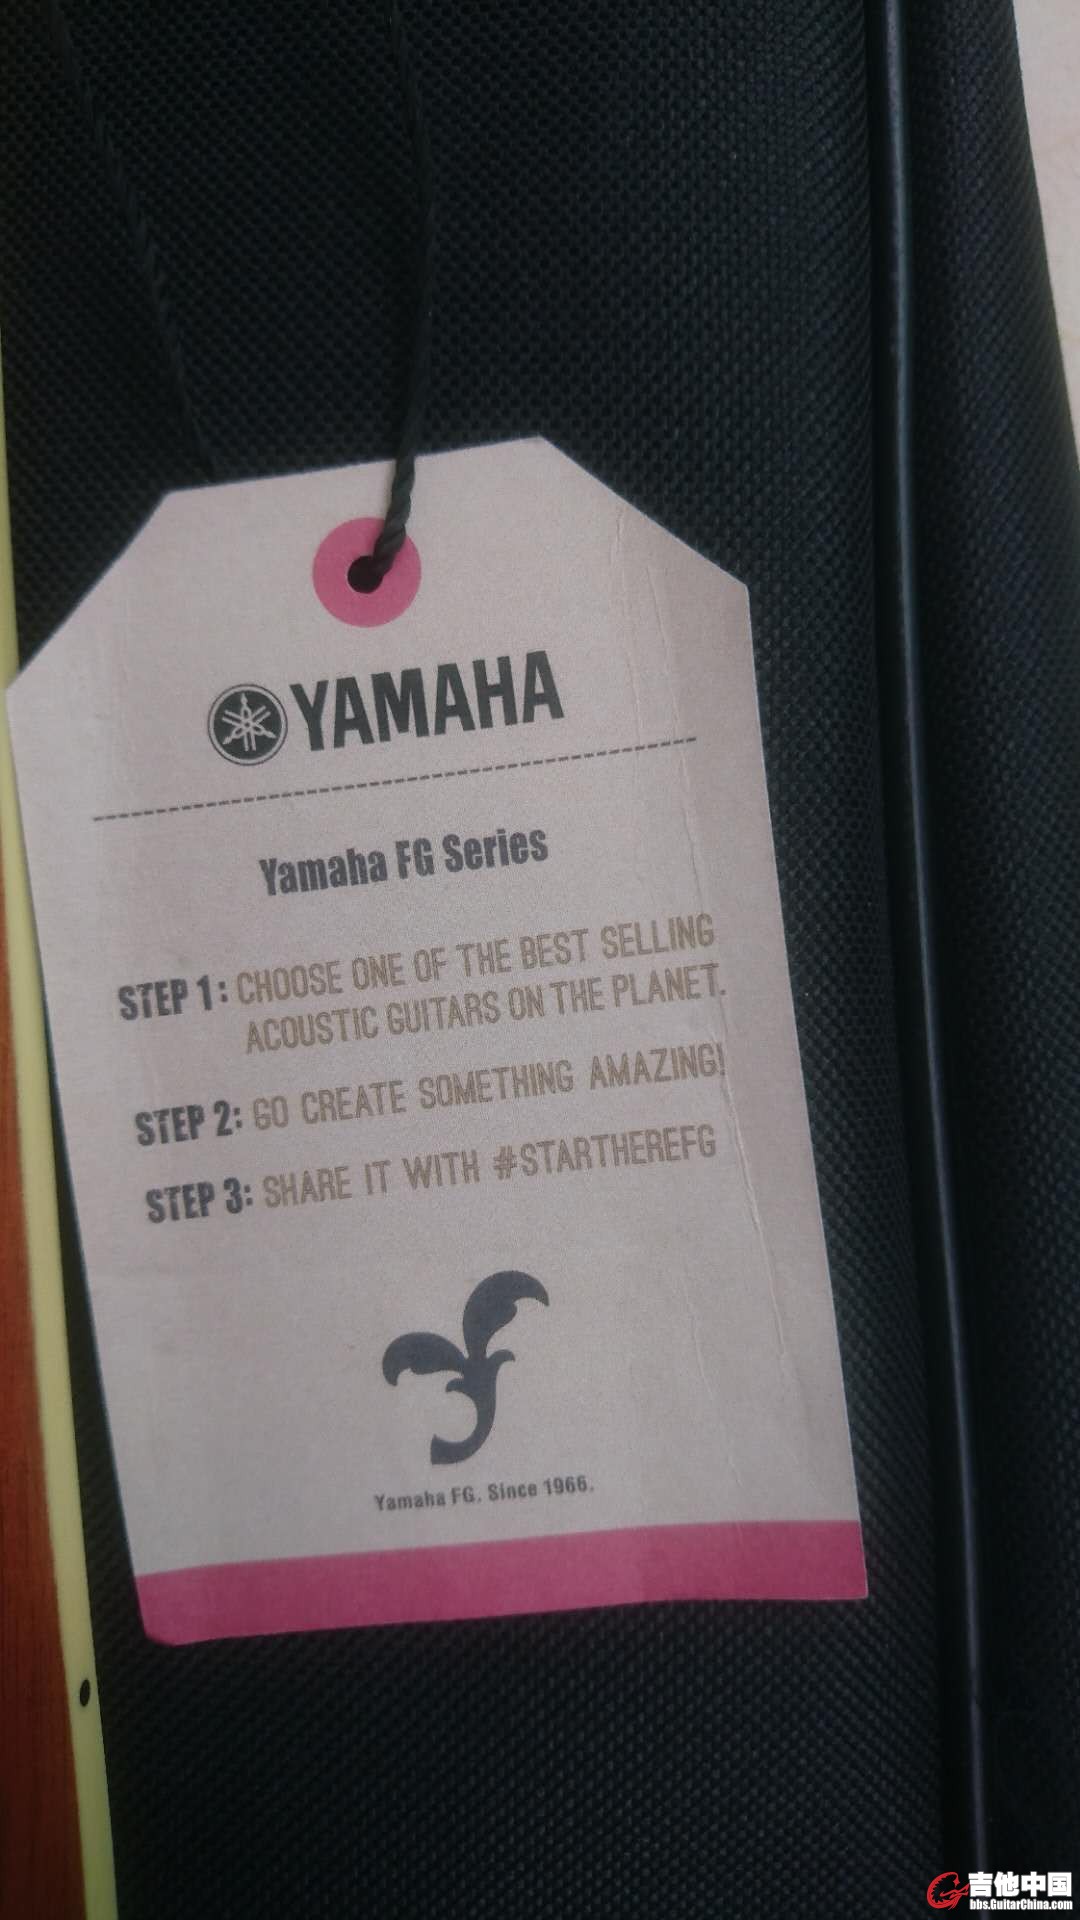 YAMAHA
Yamaha FG Series
STEP 1: CHOOSE ONE OF THE BEST SELLING
ACOUSTIC GUITARS ON THE PLANET.
STEP 2: GO CREATE SOMETHING AMAZING!
STEP 3: SHARE IT WITH #STARTHEREFG
Yamaha FG. Since 1966.
吉他中国
bbs.GuitarChina.com